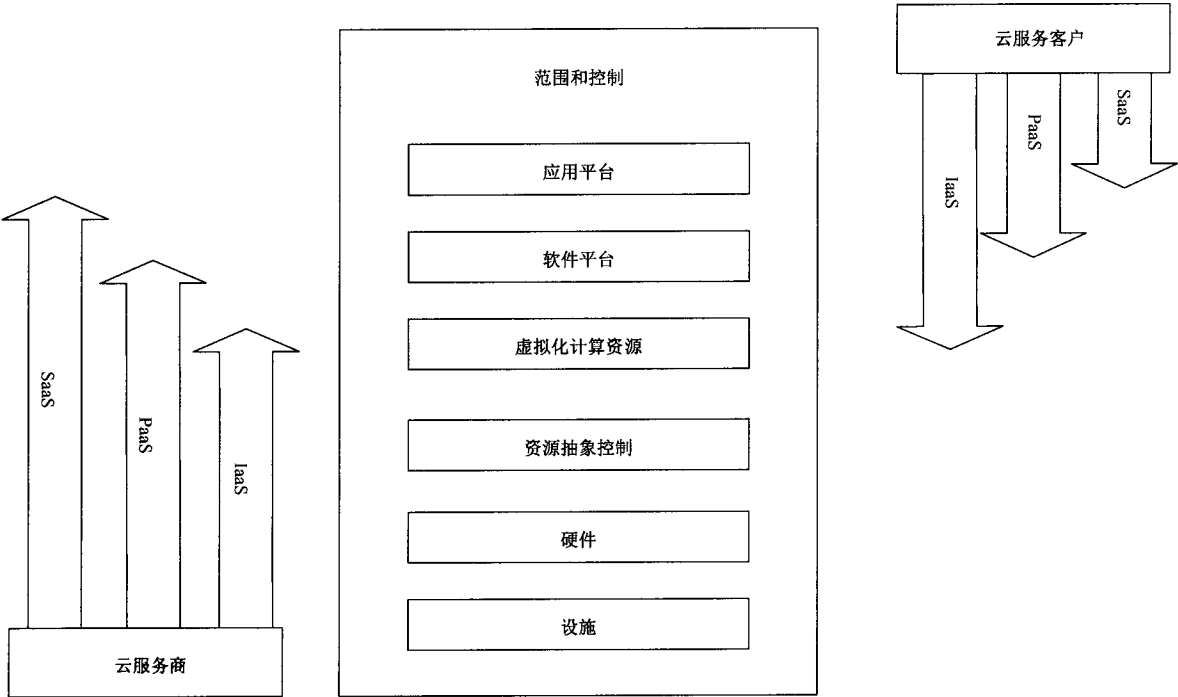 云服务客户
范围和控制
SaaS
PaaS
IaaS
应用平台
软件平台
虚拟化计算资源
资源抽象控制
硬件
设施
SaaS
PaaS
IaaS
云服务商